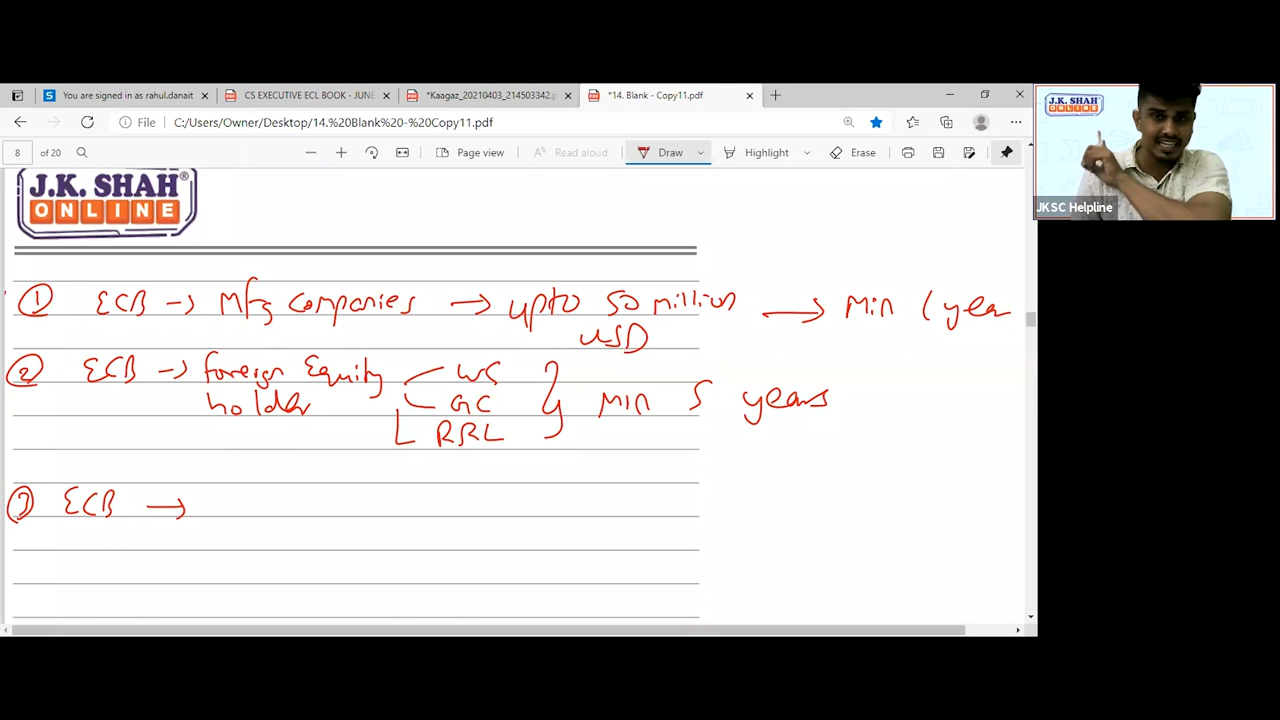 You are signed in as rahul.danait
CS EXECUTIVE ECL BOOK - JUNE
*Kaagaz_20210403_214503342.p
*14. Blank - Copy11.pdf
File C:/Users/Owner/Desktop/14.%20Blank%20-%20Copy11.pdf
8 of 20 Page view Read aloud Draw Highlight Erase
J.K. SHAH ONLINE
JKSC Helpline
J.K. SHAH®
ONLINE
① ECB → Mfg companies → upto 50 million USD → Min 1 year
② ECB → foreign Equity holder WC GC RRL } Min 5 years
③ ECB →